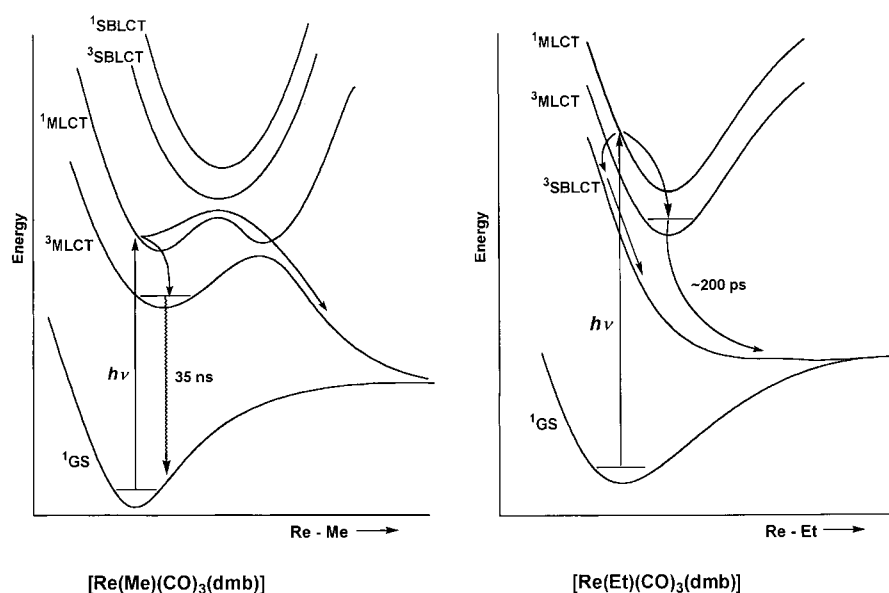 ¹SBLCT
³SBLCT
¹MLCT
³MLCT
¹GS
Energy
hν
35 ns
Re - Me
[Re(Me)(CO)₃(dmb)]
¹MLCT
³MLCT
³SBLCT
¹GS
Energy
hν
~200 ps
Re - Et
[Re(Et)(CO)₃(dmb)]